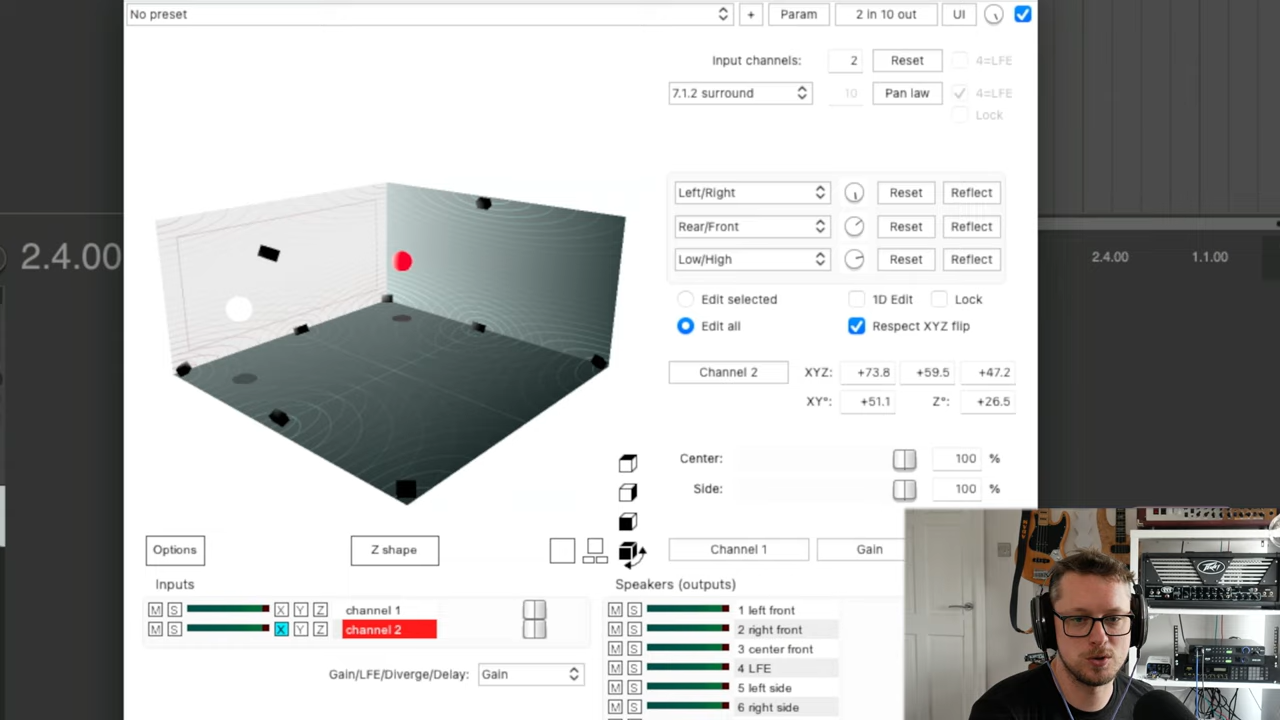 No preset + Param 2 in 10 out UI
Input channels: 2 Reset 4=LFE
7.1.2 surround 10 Pan law 4=LFE
Lock
Left/Right Reset Reflect
Rear/Front Reset Reflect
2.4.00 2.4.00 1.1.00
Low/High Reset Reflect
Edit selected 1D Edit Lock
Edit all Respect XYZ flip
Channel 2 XYZ: +73.8 +59.5 +47.2
XY°: +51.1 Z°: +26.5
Center: 100 %
Side: 100 %
Options Z shape Channel 1 Gain
Inputs Speakers (outputs)
M S X Y Z channel 1 M S 1 left front
M S X Y Z channel 2 M S 2 right front
M S 3 center front
M S 4 LFE
Gain/LFE/Diverge/Delay: Gain
M S 5 left side
M S 6 right side
PEAVEY